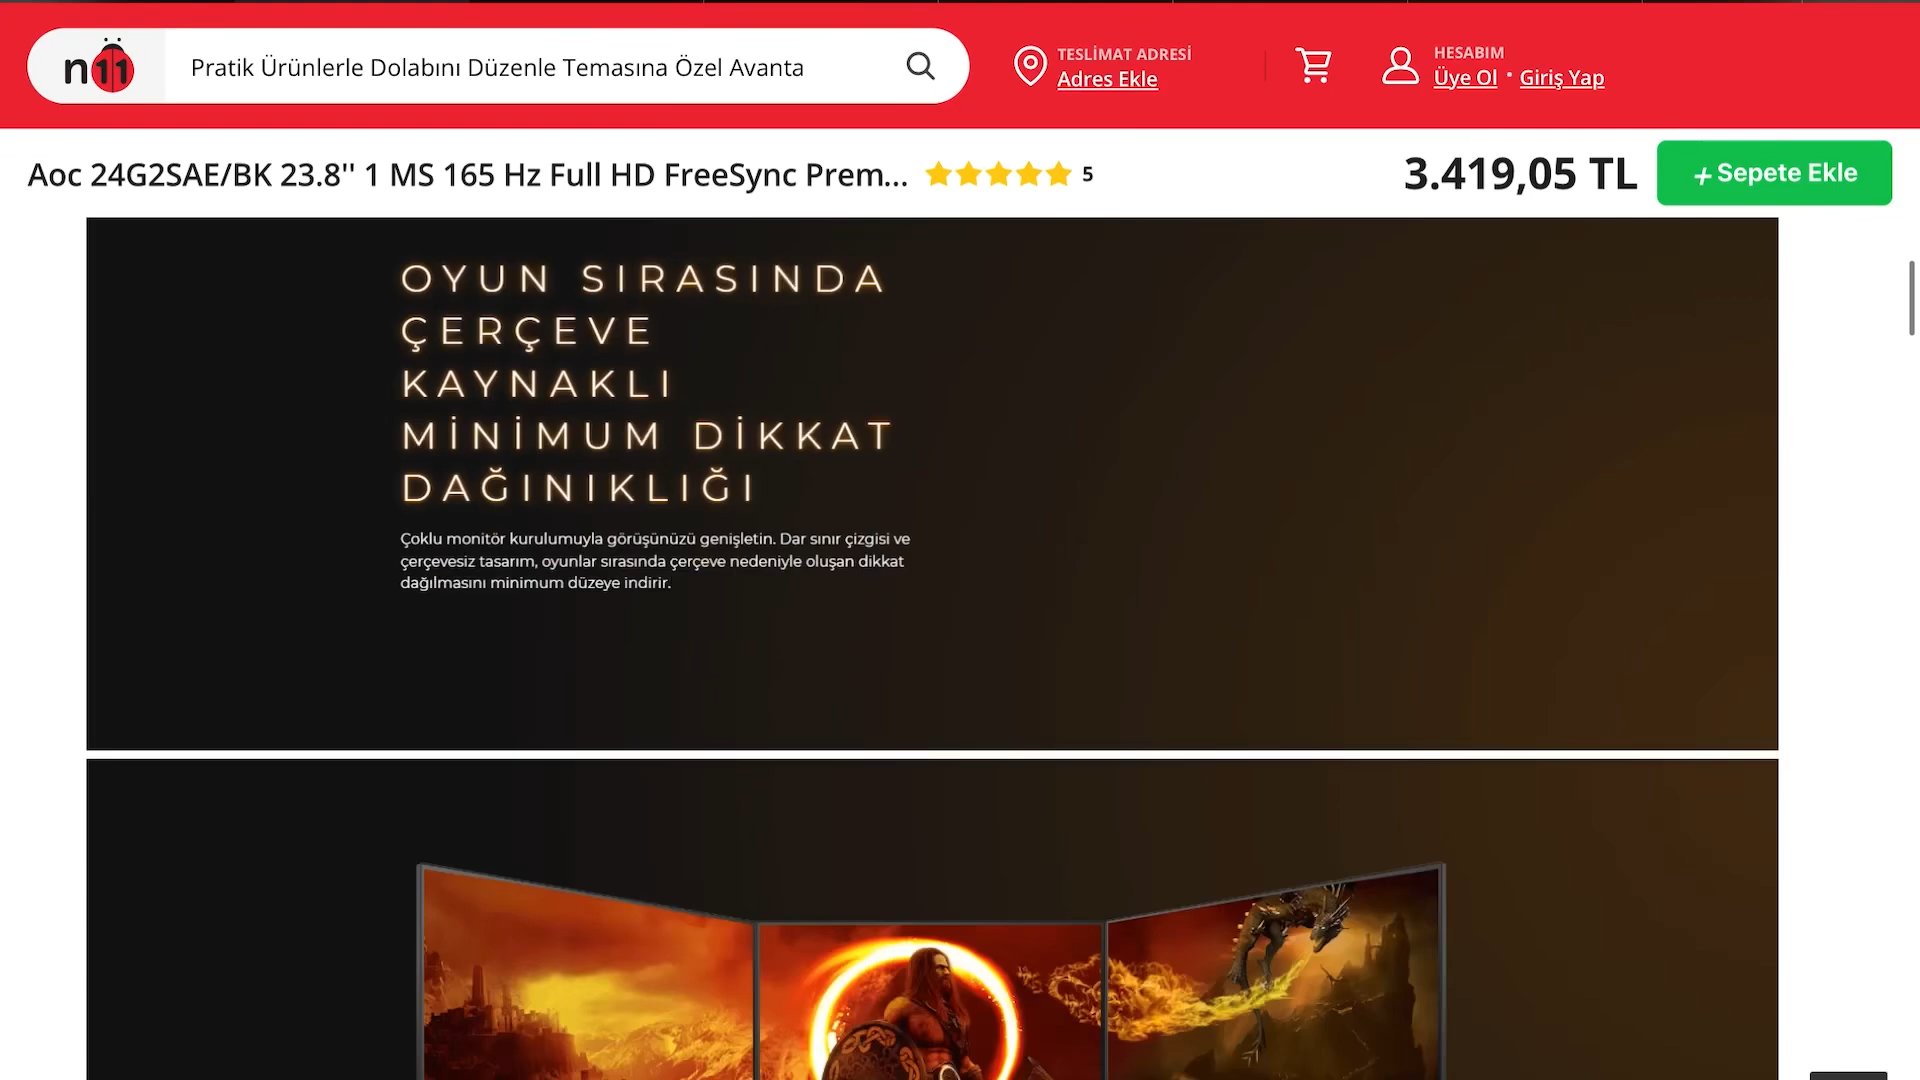 n11
Pratik Ürünlerle Dolabını Düzenle Temasına Özel Avanta
TESLİMAT ADRESİ
Adres Ekle
HESABIM
Üye Ol • Giriş Yap
Aoc 24G2SAE/BK 23.8'' 1 MS 165 Hz Full HD FreeSync Prem... 5
3.419,05 TL
+ Sepete Ekle
OYUN SIRASINDA
ÇERÇEVE
KAYNAKLI
MİNİMUM DİKKAT
DAĞINIKLIĞI
Çoklu monitör kurulumuyla görüşünüzü genişletin. Dar sınır çizgisi ve
çerçevesiz tasarım, oyunlar sırasında çerçeve nedeniyle oluşan dikkat
dağılmasını minimum düzeye indirir.